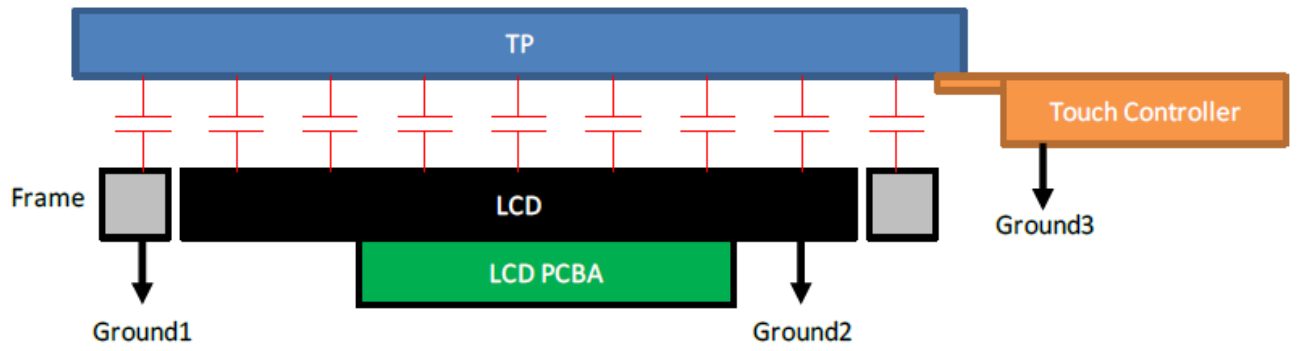 TP
Touch Controller
Frame
LCD
Ground3
LCD PCBA
Ground1
Ground2